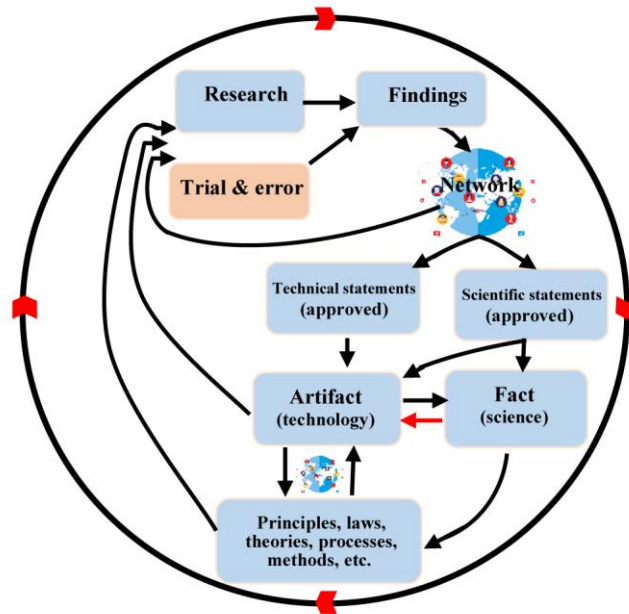 Research
Findings
Trial & error
Network
Technical statements
(approved)
Scientific statements
(approved)
Artifact
(technology)
Fact
(science)
Principles, laws,
theories, processes,
methods, etc.